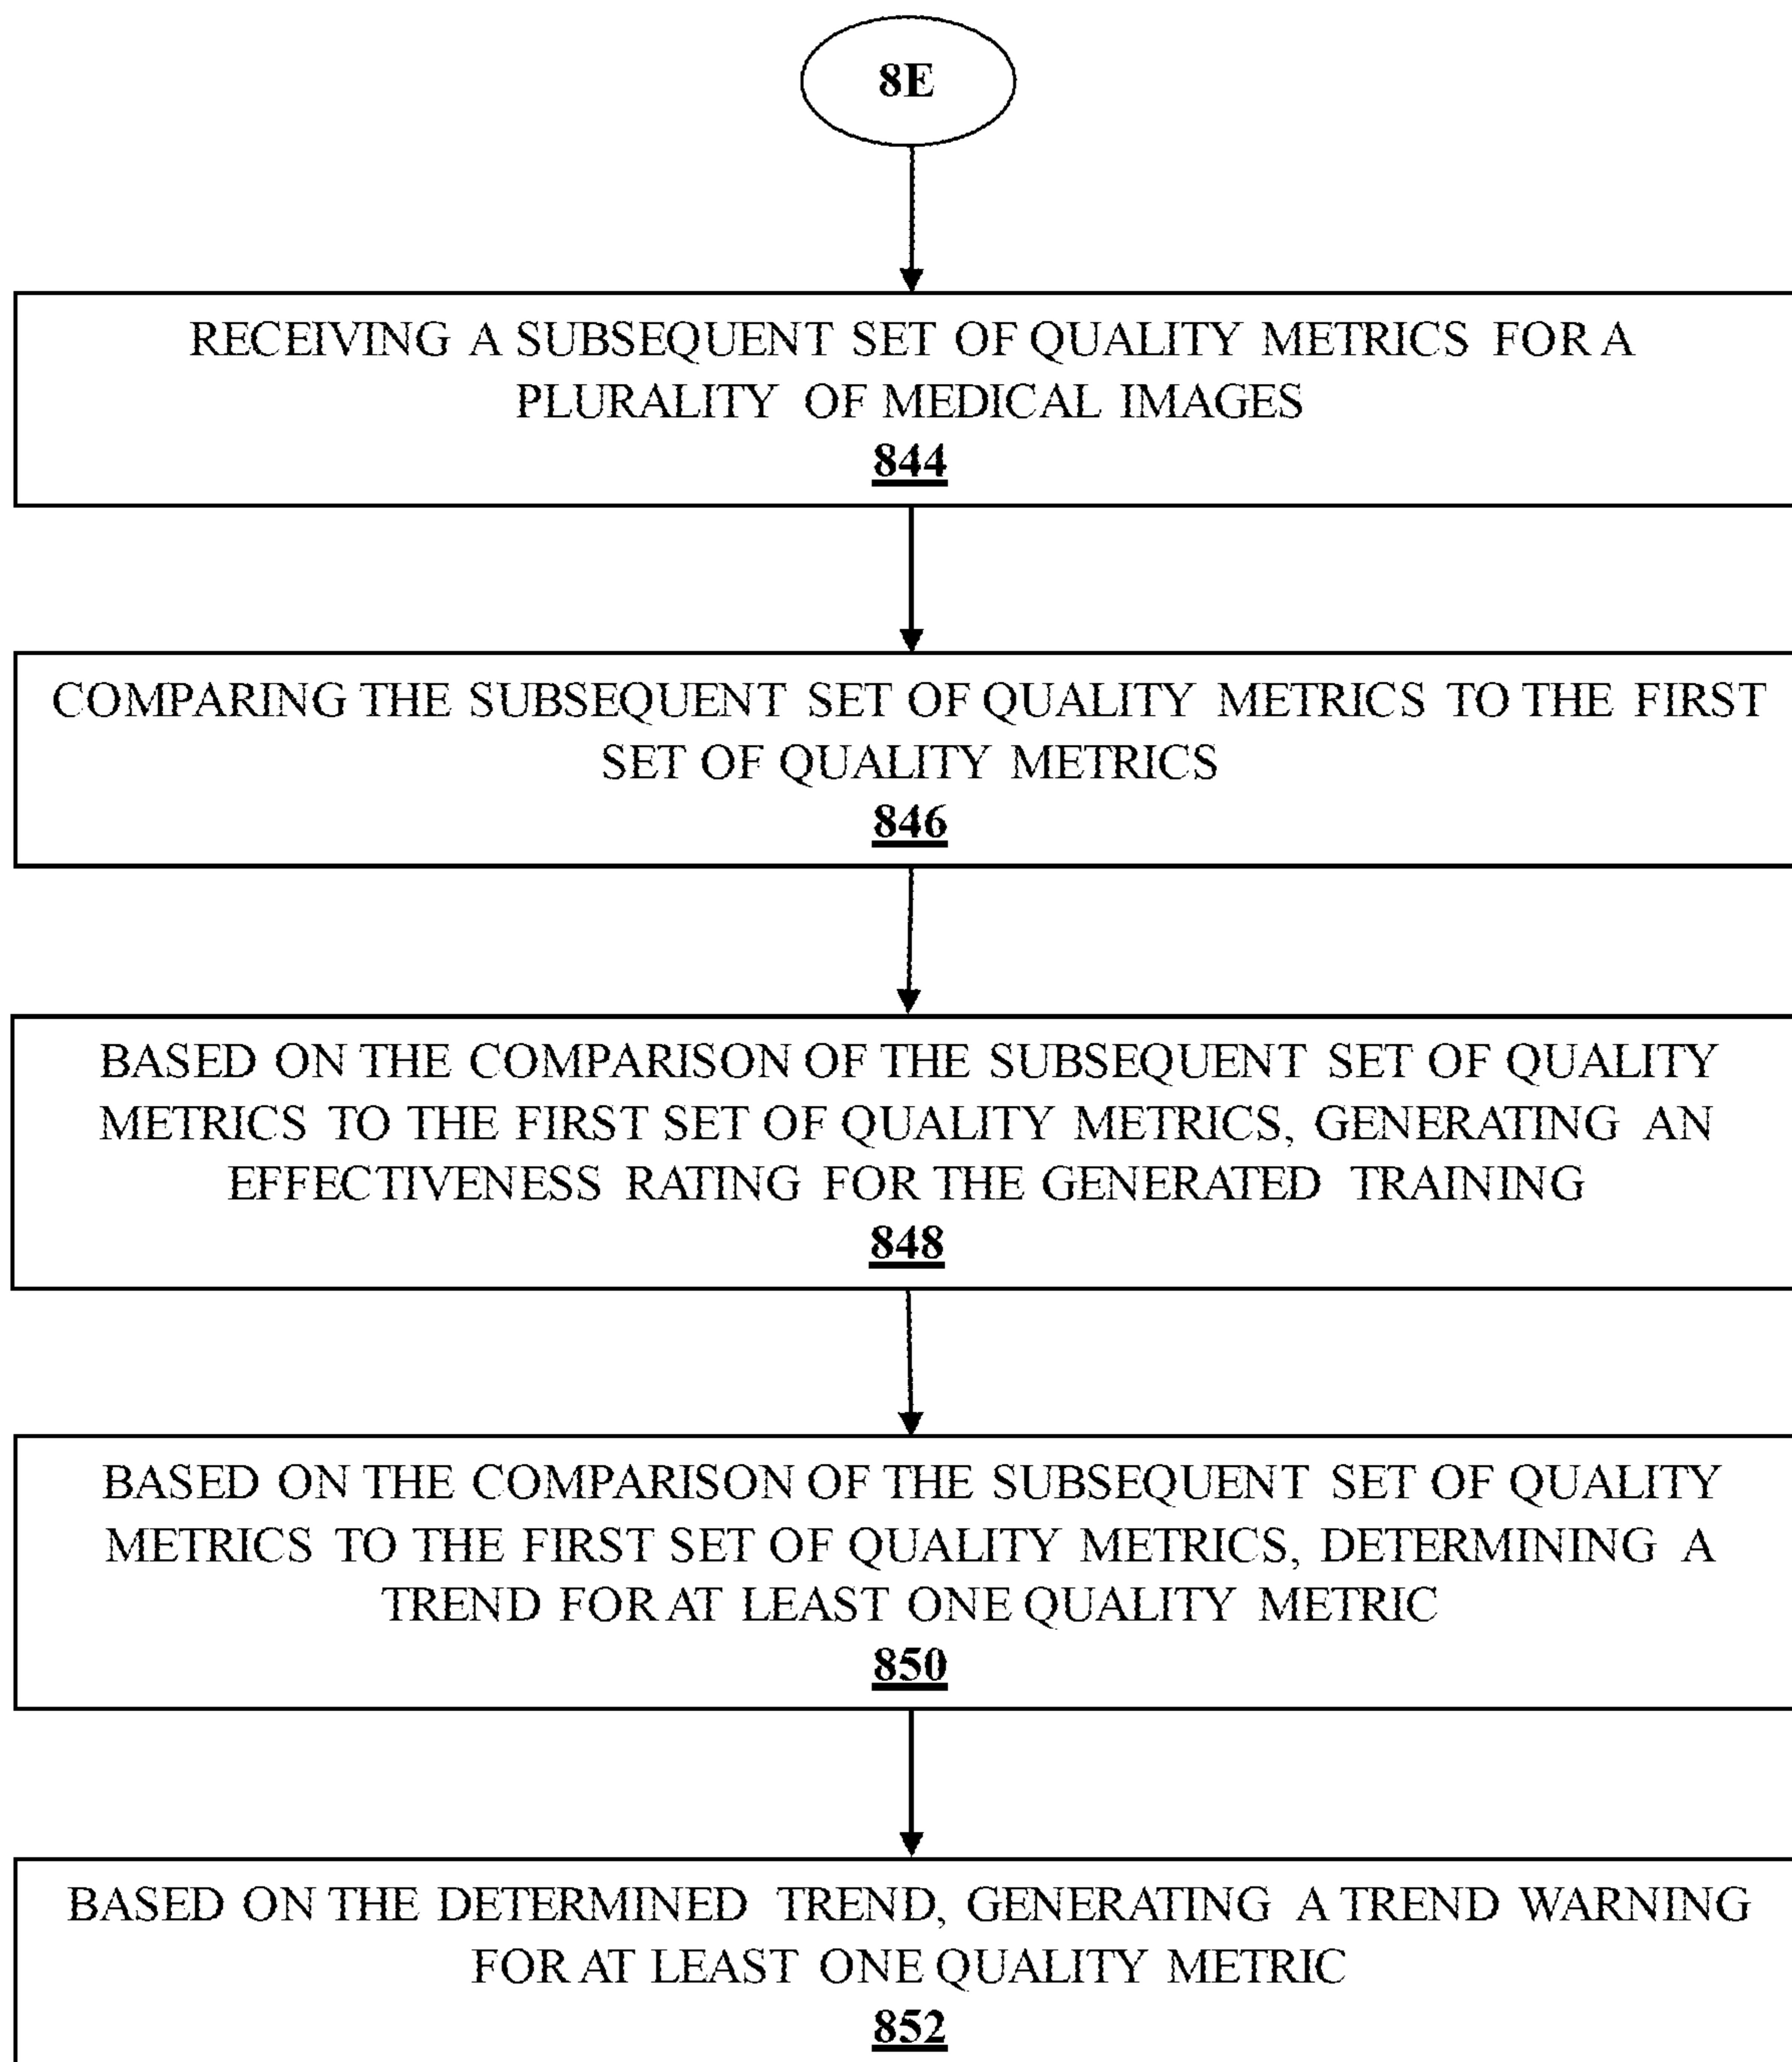 8E
RECEIVING A SUBSEQUENT SET OF QUALITY METRICS FOR A
PLURALITY OF MEDICAL IMAGES
844
COMPARING THE SUBSEQUENT SET OF QUALITY METRICS TO THE FIRST
SET OF QUALITY METRICS
846
BASED ON THE COMPARISON OF THE SUBSEQUENT SET OF QUALITY
METRICS TO THE FIRST SET OF QUALITY METRICS, GENERATING AN
EFFECTIVENESS RATING FOR THE GENERATED TRAINING
848
BASED ON THE COMPARISON OF THE SUBSEQUENT SET OF QUALITY
METRICS TO THE FIRST SET OF QUALITY METRICS, DETERMINING A
TREND FOR AT LEAST ONE QUALITY METRIC
850
BASED ON THE DETERMINED TREND, GENERATING A TREND WARNING
FOR AT LEAST ONE QUALITY METRIC
852